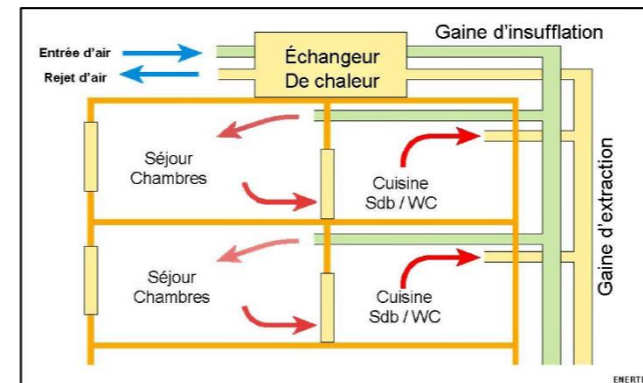 Gaine d'insufflation
Entrée d'air
Rejet d'air
Échangeur
De chaleur
Séjour
Chambres
Cuisine
Sdb / WC
Gaine d'extraction
Séjour
Chambres
Cuisine
Sdb / WC